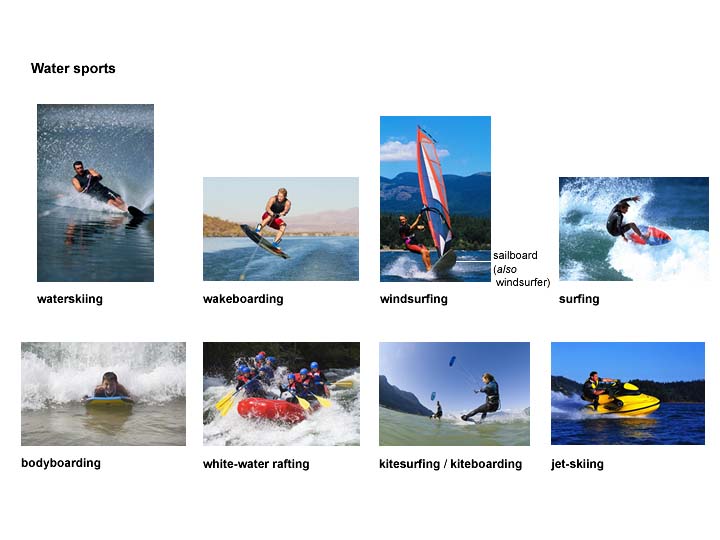 Water sports
waterskiing
wakeboarding
windsurfing
sailboard
(also
windsurfer)
surfing
bodyboarding
white-water rafting
kitesurfing / kiteboarding
jet-skiing